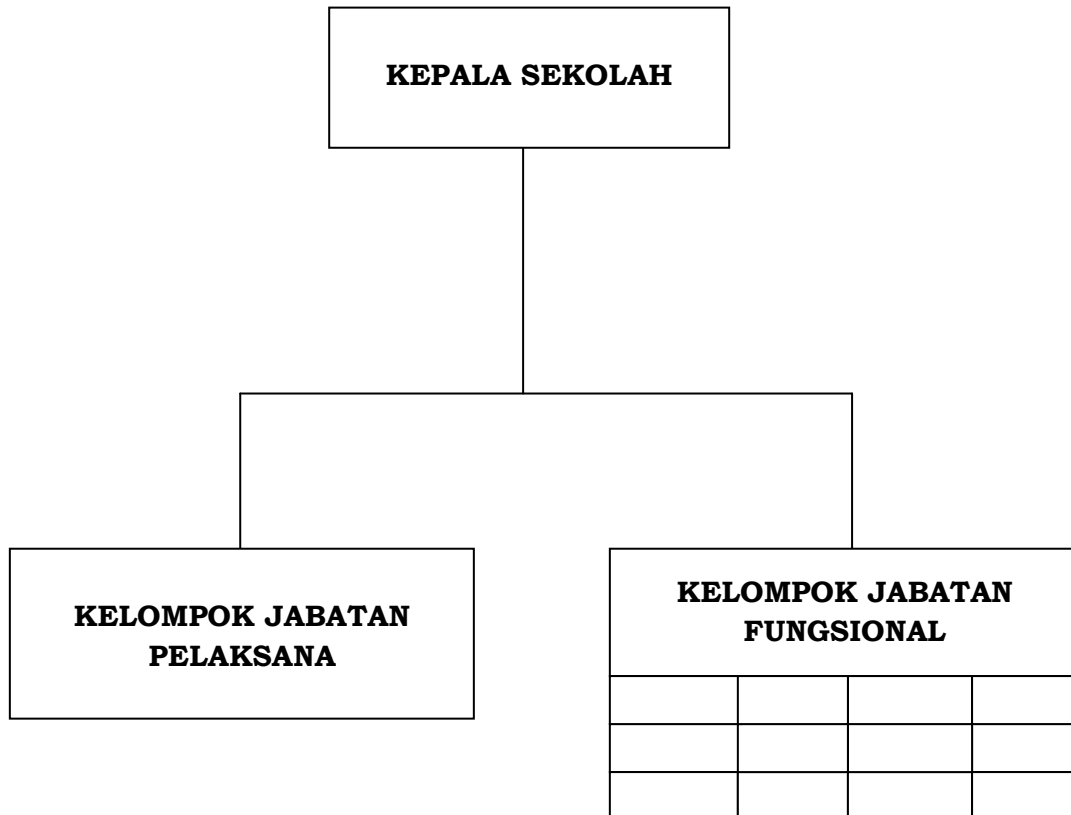 KEPALA SEKOLAH
KELOMPOK JABATAN
PELAKSANA
KELOMPOK JABATAN
FUNGSIONAL